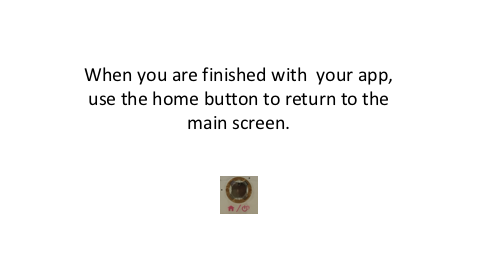 When you are finished with  your app,
use the home button to return to the
main screen.